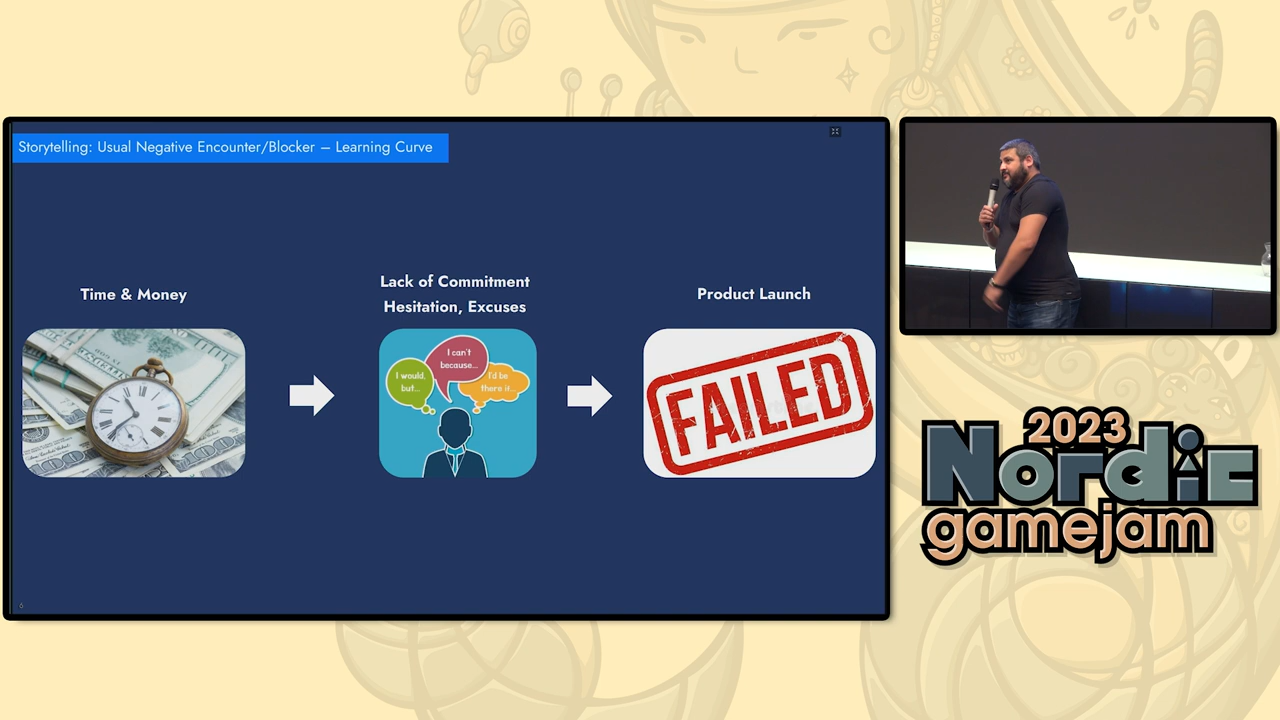 Storytelling: Usual Negative Encounter/Blocker – Learning Curve
Time & Money
Lack of Commitment
Hesitation, Excuses
Product Launch
I would,
but...
I can't
because...
I'd be
there if...
FAILED
6
2023
Nordic
gamejam